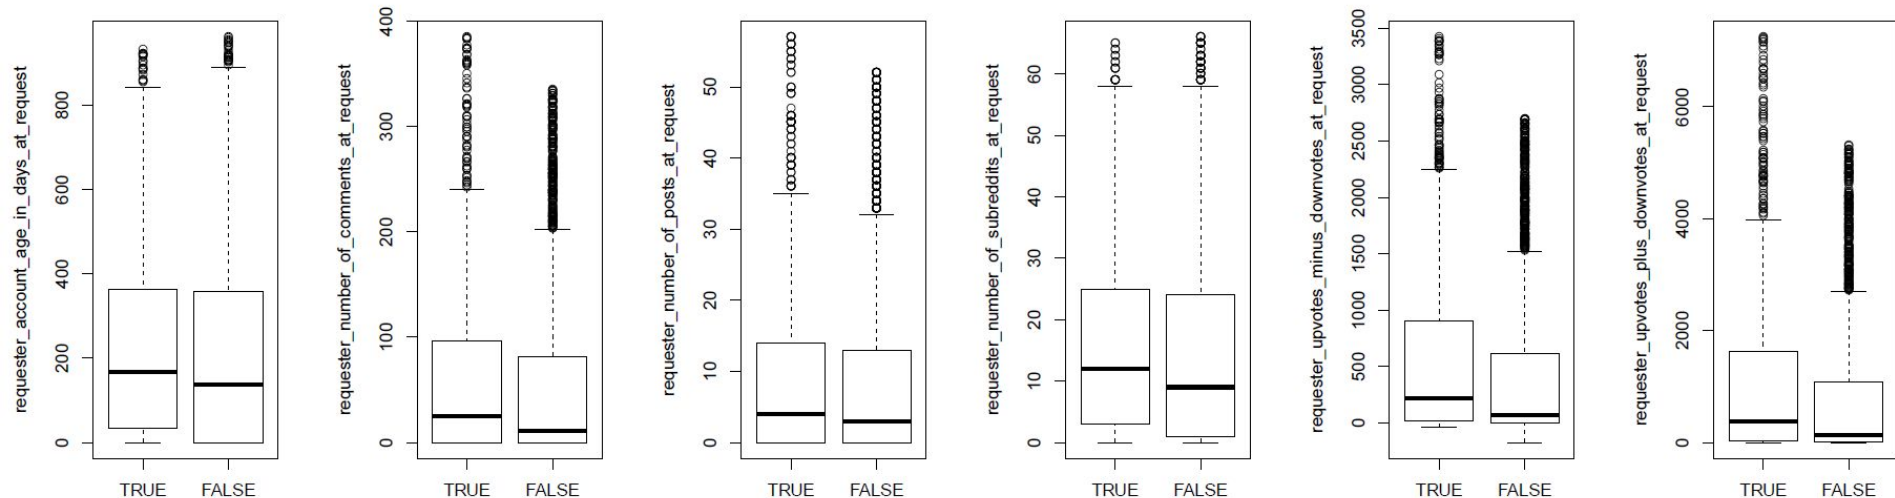 requester_account_age_in_days_at_request
0
200
400
600
800
TRUE
FALSE
requester_number_of_comments_at_request
0
100
200
300
400
TRUE
FALSE
requester_number_of_posts_at_request
0
10
20
30
40
50
TRUE
FALSE
requester_number_of_subreddits_at_request
0
10
20
30
40
50
60
TRUE
FALSE
requester_upvotes_minus_downvotes_at_request
0
500
1000
1500
2000
2500
3000
3500
TRUE
FALSE
requester_upvotes_plus_downvotes_at_request
0
2000
4000
6000
TRUE
FALSE